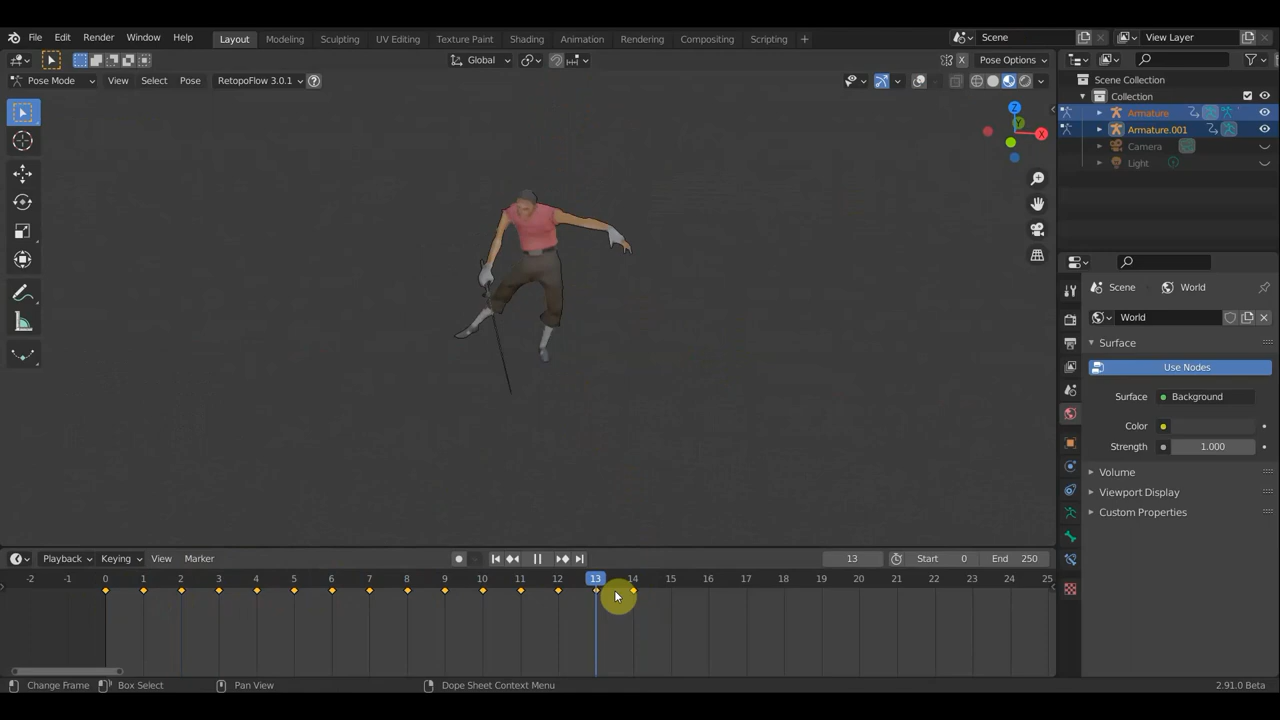 File Edit Render Window Help Layout Modeling Sculpting UV Editing Texture Paint Shading Animation Rendering Compositing Scripting + Scene View Layer
Global Pose Options
Pose Mode View Select Pose RetopoFlow 3.0.1 ?
Scene Collection
Collection
Armature
Armature.001
Camera
Light
Z
Y
X
Scene World
World
Surface
Use Nodes
Surface Background
Color
Strength 1.000
Volume
Viewport Display
Custom Properties
Playback Keying View Marker 13 Start 0 End 250
-2 -1 0 1 2 3 4 5 6 7 8 9 10 11 12 13 14 15 16 17 18 19 20 21 22 23 24 25
Change Frame Box Select Pan View Dope Sheet Context Menu 2.91.0 Beta